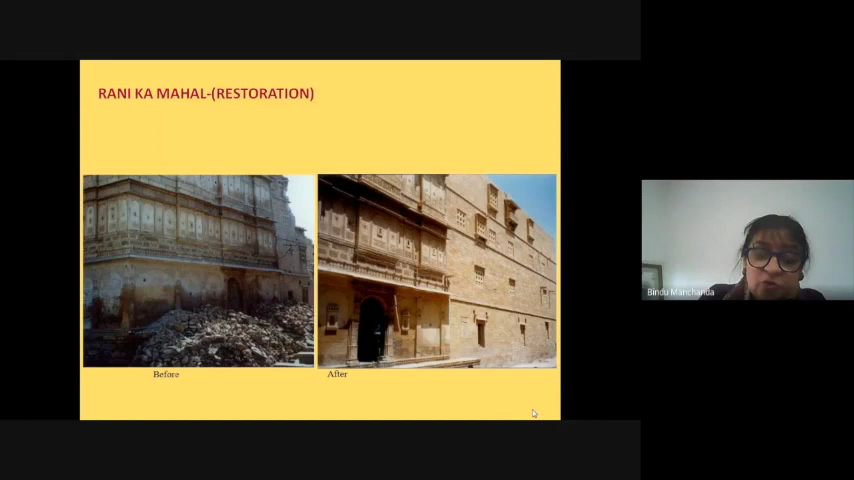 RANI KA MAHAL-(RESTORATION)
Before
After
Bindu Manchanda